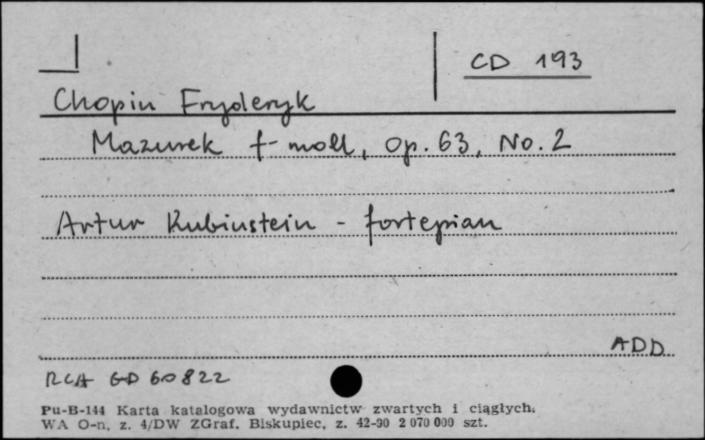 CD 193
Chopin Fryderyk
Mazurek f-moll, Op. 63, No. 2
Artur Rubinstein - fortepian
ADD
RCA GD 60822
Pu-B-144 Karta katalogowa wydawnictw zwartych i ciągłych.
WA O-n, z. 4/DW ZGraf. Biskupiec, z. 42-90 2 070 000 szt.